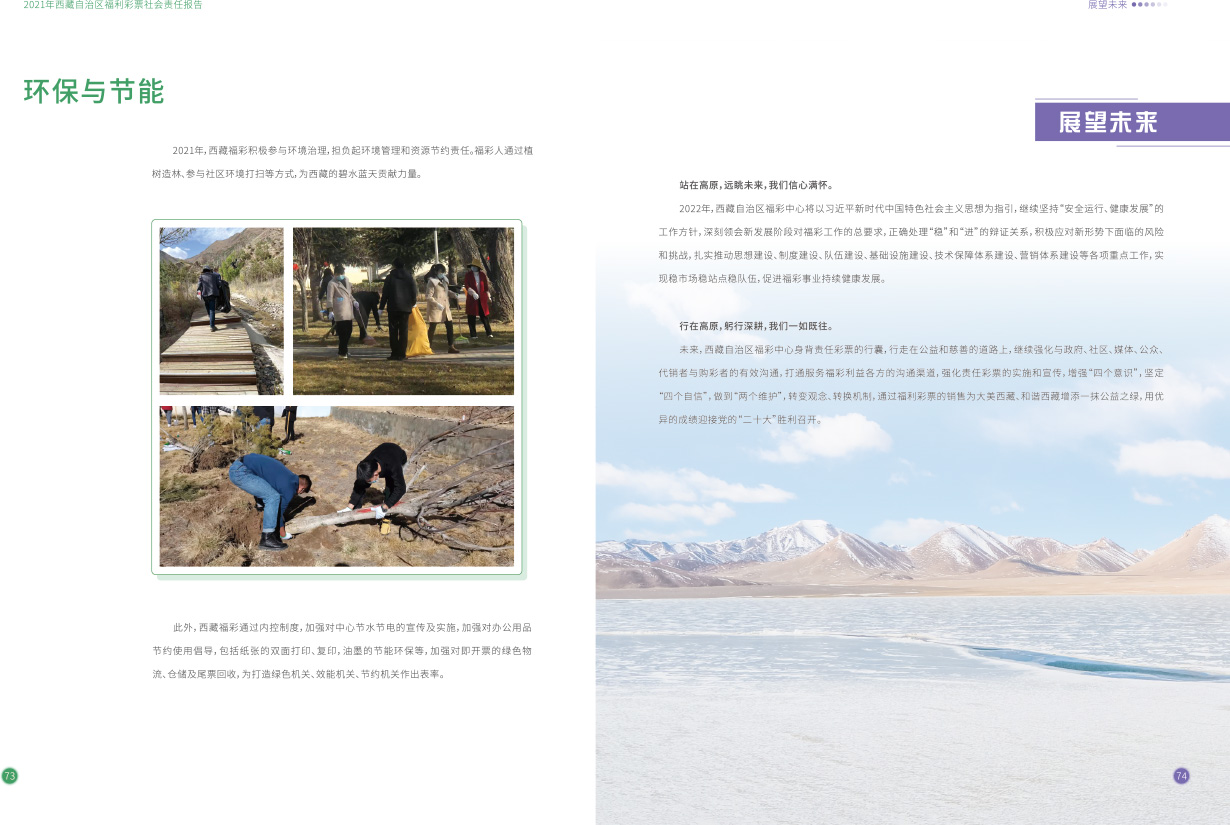 2021年西藏自治区福利彩票社会责任报告
环保与节能
2021年，西藏福彩积极参与环境治理，担负起环境管理和资源节约责任。福彩人通过植
树造林、参与社区环境打扫等方式，为西藏的碧水蓝天贡献力量。
此外，西藏福彩通过内控制度，加强对中心节水节电的宣传及实施，加强对办公用品
节约使用倡导，包括纸张的双面打印、复印，油墨的节能环保等，加强对即开票的绿色物
流、仓储及尾票回收，为打造绿色机关、效能机关、节约机关作出表率。
73
展望未来
展望未来
站在高原，远眺未来，我们信心满怀。
2022年，西藏自治区福彩中心将以习近平新时代中国特色社会主义思想为指引，继续坚持“安全运行、健康发展”的
工作方针，深刻领会新发展阶段对福彩工作的总要求，正确处理“稳”和“进”的辩证关系，积极应对新形势下面临的风险
和挑战，扎实推动思想建设、制度建设、队伍建设、基础设施建设、技术保障体系建设、营销体系建设等各项重点工作，实
现稳市场稳站点稳队伍，促进福彩事业持续健康发展。
行在高原，躬行深耕，我们一如既往。
未来，西藏自治区福彩中心身背责任彩票的行囊，行走在公益和慈善的道路上，继续强化与政府、社区、媒体、公众、
代销者与购彩者的有效沟通，打通服务福彩利益各方的沟通渠道，强化责任彩票的实施和宣传，增强“四个意识”，坚定
“四个自信”，做到“两个维护”，转变观念、转换机制，通过福利彩票的销售为大美西藏、和谐西藏增添一抹公益之绿，用优
异的成绩迎接党的“二十大”胜利召开。
74